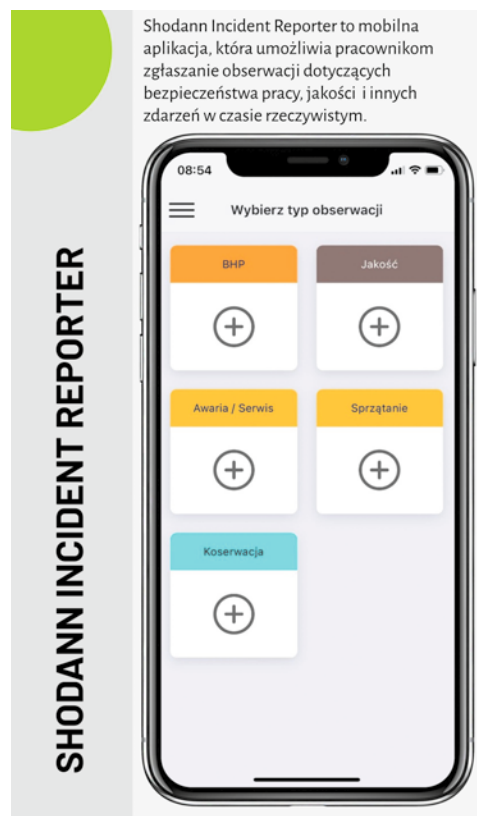 Shodann Incident Reporter to mobilna
aplikacja, która umożliwia pracownikom
zgłaszanie obserwacji dotyczących
bezpieczeństwa pracy, jakości i innych
zdarzeń w czasie rzeczywistym.
SHODANN INCIDENT REPORTER
08:54
Wybierz typ obserwacji
BHP
Jakość
Awaria / Serwis
Sprzątanie
Koserwacja